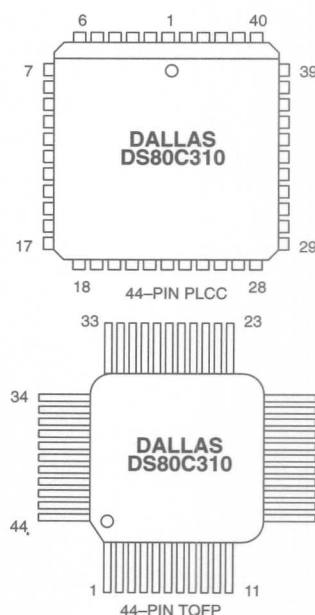 6 1 40
7 39
DALLAS
DS80C310
17 29
18 28
44–PIN PLCC
33 23
34
DALLAS
DS80C310
44
1 11
44–PIN TQFP